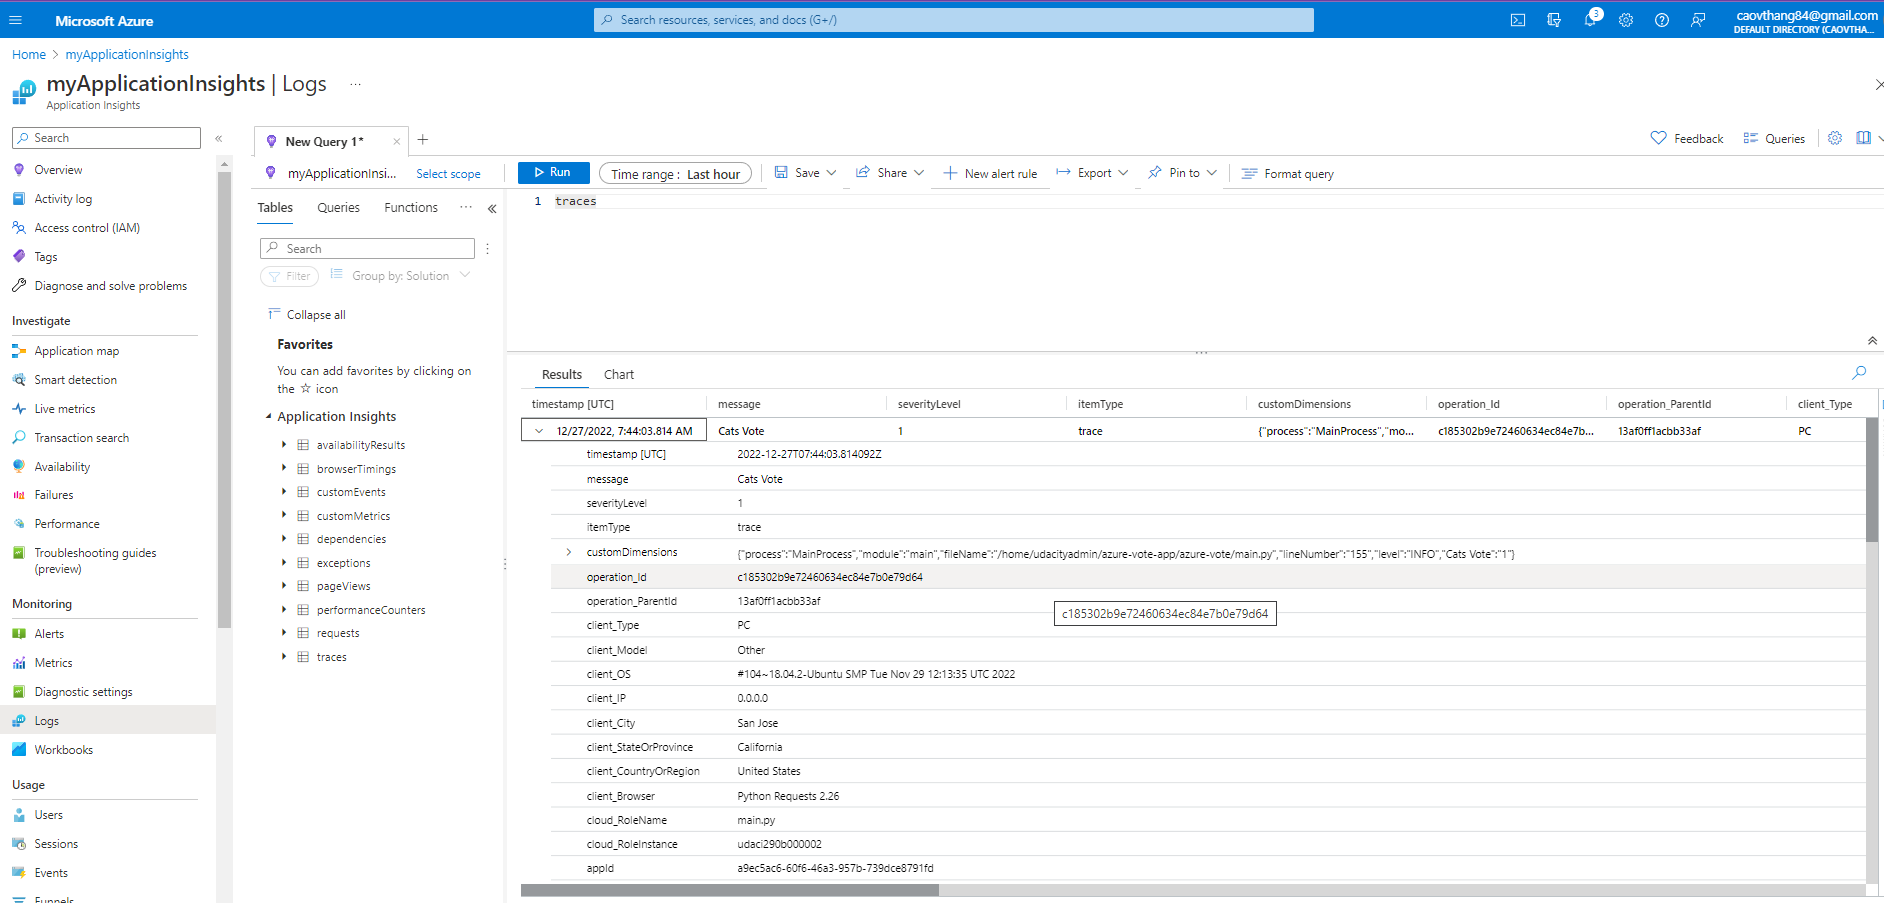 Microsoft Azure
Search resources, services, and docs (G+/)
3
caovthang84@gmail.com
DEFAULT DIRECTORY (CAOVTHA...
Home > myApplicationInsights
myApplicationInsights | Logs ...
Application Insights
Search
«
Overview
Activity log
Access control (IAM)
Tags
Diagnose and solve problems
Investigate
Application map
Smart detection
Live metrics
Transaction search
Availability
Failures
Performance
Troubleshooting guides
(preview)
Monitoring
Alerts
Metrics
Diagnostic settings
Logs
Workbooks
Usage
Users
Sessions
Events
Funnels
New Query 1*
Feedback
Queries
myApplicationInsi...
Select scope
Run
Time range : Last hour
Save
Share
New alert rule
Export
Pin to
Format query
Tables
Queries
Functions
...
«
Search
Filter
Group by: Solution
Collapse all
Favorites
You can add favorites by clicking on
the ☆ icon
Application Insights
availabilityResults
browserTimings
customEvents
customMetrics
dependencies
exceptions
pageViews
performanceCounters
requests
traces
1 traces
Results
Chart
timestamp [UTC] message severityLevel itemType customDimensions operation_Id operation_ParentId client_Type
12/27/2022, 7:44:03.814 AM Cats Vote 1 trace {"process":"MainProcess","mo... c185302b9e72460634ec84e7b0e79d64 13af0ff1acbb33af PC
timestamp [UTC] 2022-12-27T07:44:03.814092Z
message Cats Vote
severityLevel 1
itemType trace
customDimensions {"process":"MainProcess","module":"main","fileName":"/home/udacityadmin/azure-vote-app/azure-vote/main.py","lineNumber":"155","level":"INFO","Cats Vote":"1"}
operation_Id c185302b9e72460634ec84e7b0e79d64
operation_ParentId 13af0ff1acbb33af
c185302b9e72460634ec84e7b0e79d64
client_Type PC
client_Model Other
client_OS #104~18.04.2-Ubuntu SMP Tue Nov 29 12:13:35 UTC 2022
client_IP 0.0.0.0
client_City San Jose
client_StateOrProvince California
client_CountryOrRegion United States
client_Browser Python Requests 2.26
cloud_RoleName main.py
cloud_RoleInstance udaci290b000002
appId a9ec5ac6-60f6-46a3-957b-739dce8791fd